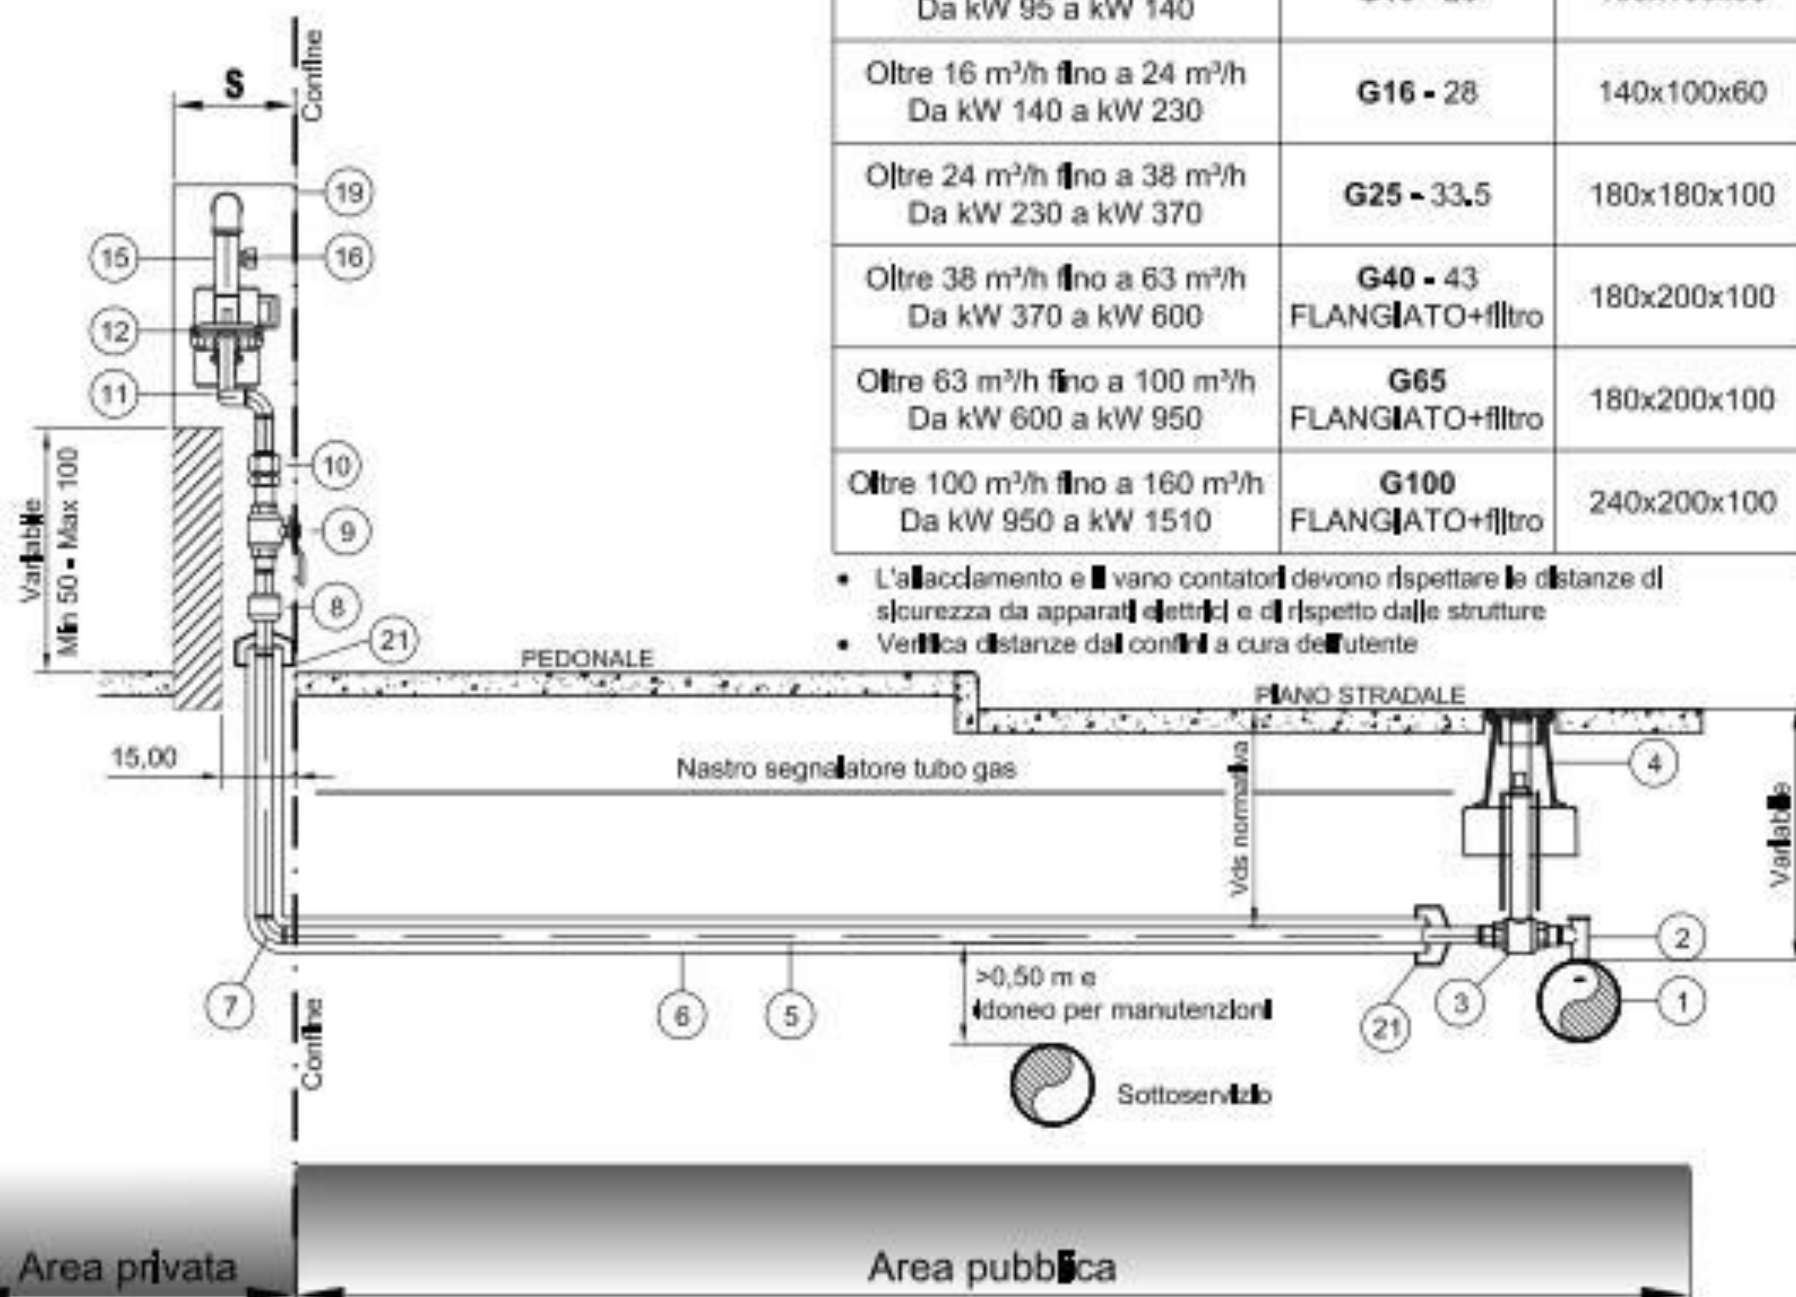 Da kW 95 a kW 140
Oltre 16 m³/h fino a 24 m³/h
Da kW 140 a kW 230
G16 - 28
140x100x60
Oltre 24 m³/h fino a 38 m³/h
Da kW 230 a kW 370
G25 - 33.5
180x180x100
Oltre 38 m³/h fino a 63 m³/h
Da kW 370 a kW 600
G40 - 43
FLANGIATO+filtro
180x200x100
Oltre 63 m³/h fino a 100 m³/h
Da kW 600 a kW 950
G65
FLANGIATO+filtro
180x200x100
Oltre 100 m³/h fino a 160 m³/h
Da kW 950 a kW 1510
G100
FLANGIATO+filtro
240x200x100
• L'allacciamento e il vano contatori devono rispettare le distanze di
sicurezza da apparati elettrici e di rispetto dalle strutture
• Verifica distanze dai confini a cura dell'utente
Confine
S
19
15
16
12
11
10
9
8
21
Variabile
Min 50 - Max 100
PEDONALE
PIANO STRADALE
15,00
Nastro segnalatore tubo gas
Vds normativa
4
Variabile
2
7
6
5
>0,50 m e
idoneo per manutenzioni
21
3
1
Confine
Sottoservizio
Area privata
Area pubblica